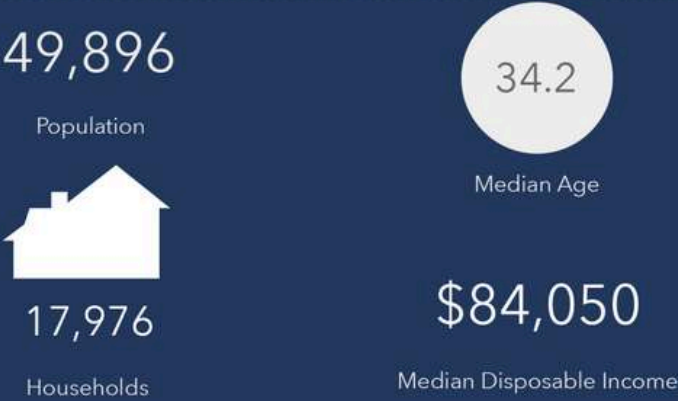 49,896
Population
34.2
Median Age
17,976
Households
$84,050
Median Disposable Income